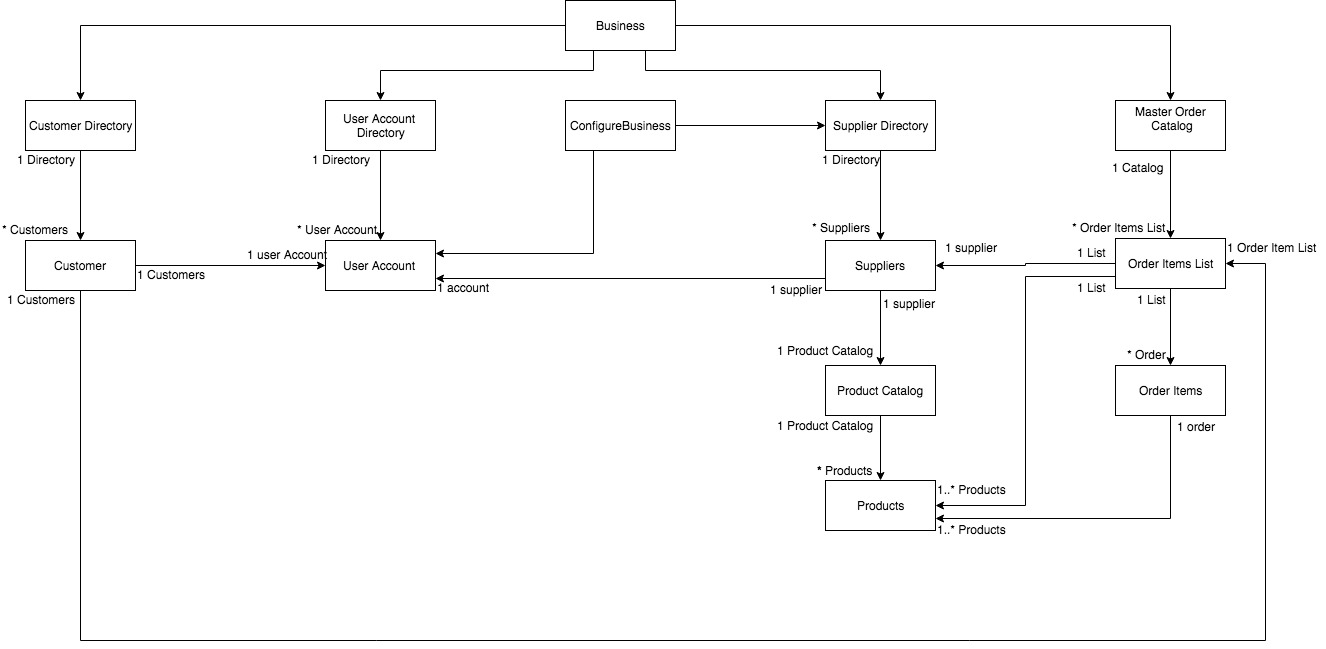 Business
Customer Directory
User Account
Directory
ConfigureBusiness
Supplier Directory
Master Order
Catalog
1 Directory
1 Directory
1 Directory
1 Catalog
* Customers
* User Account
* Suppliers
* Order Items List
Customer
1 user Account
1 Customers
User Account
1 account
Suppliers
1 supplier
1 supplier
1 supplier
1 List
1 List
Order Items List
1 Order Item List
1 Customers
1 List
1 Product Catalog
* Order
Product Catalog
Order Items
1 Product Catalog
1 order
* Products
Products
1..* Products
1..* Products